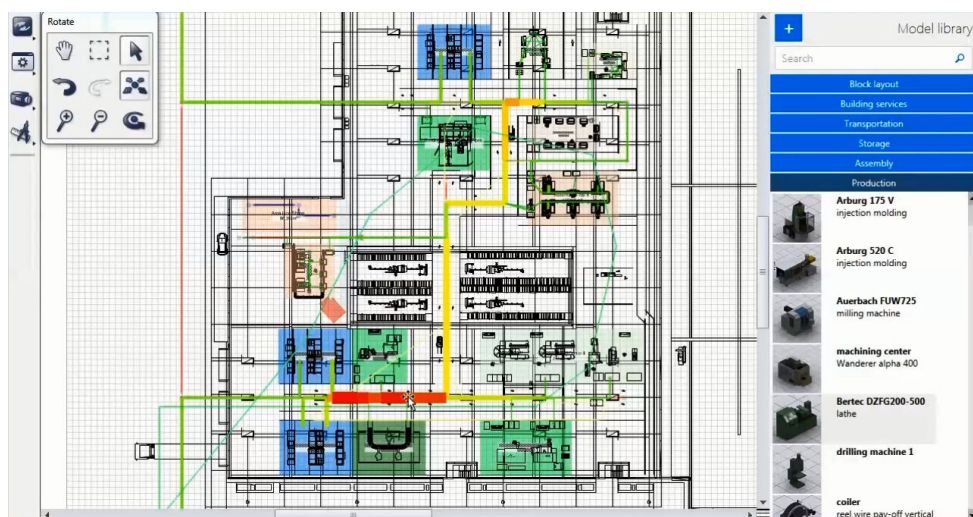 Rotate
Model library
Search
Block layout
Building services
Transportation
Storage
Assembly
Production
Arburg 175 V
injection molding
Arburg 520 C
injection molding
Auerbach FUW725
milling machine
machining center
Wanderer alpha 400
Bertec DZFG200-500
lathe
drilling machine 1
coiler
reel wire pay-off vertical